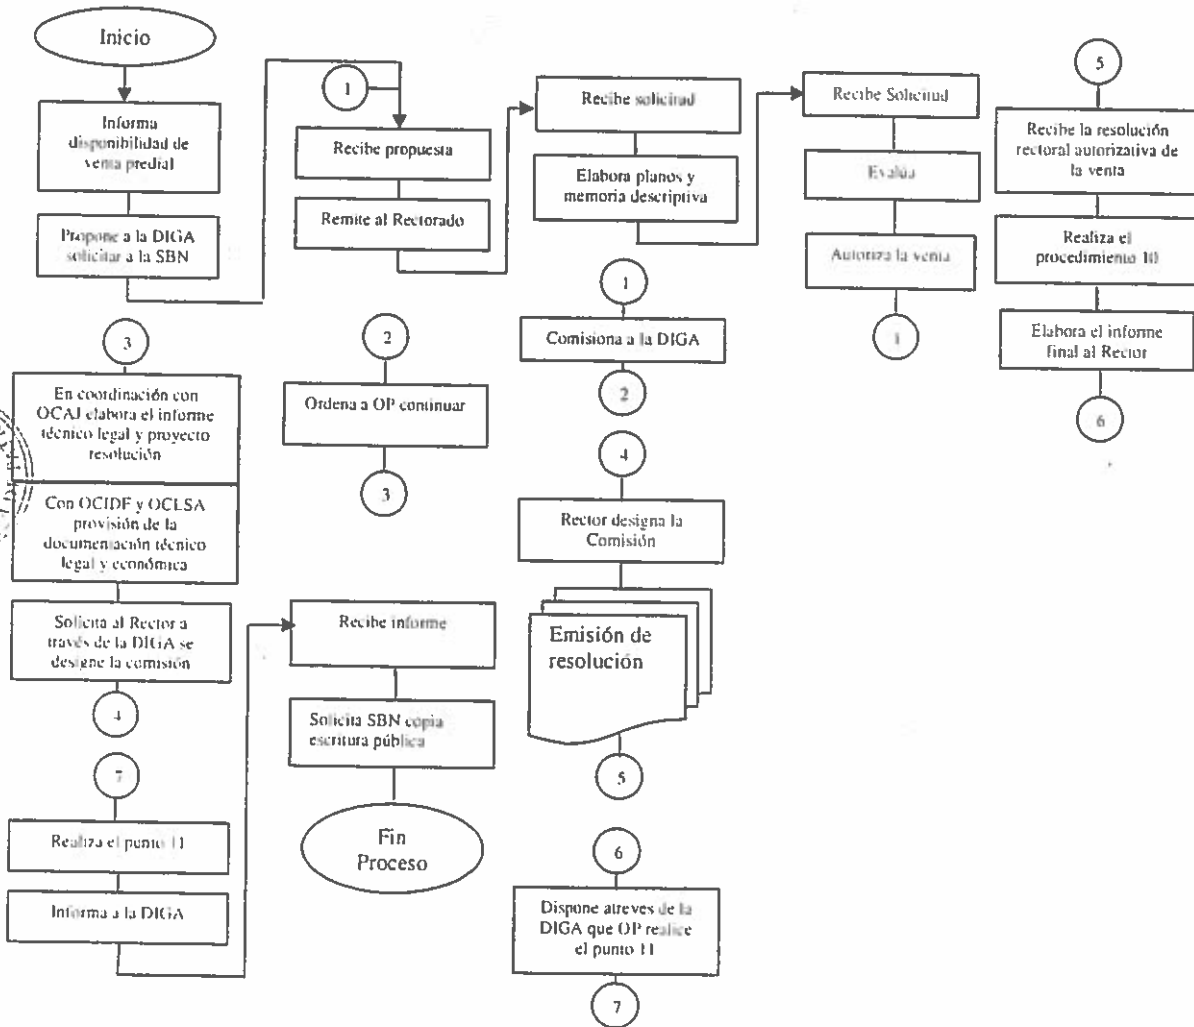 Inicio
Informa
disponibilidad de
venta predial
Propone a la DIGA
solicitar a la SBN
1
Recibe propuesta
Remite al Rectorado
Recibe solicitud
Elabora planos y
memoria descriptiva
Recibe Solicitud
Evalúa
Autoriza la venta
1
5
Recibe la resolución
rectoral autorizativa de
la venta
Realiza el
procedimiento 10
Elabora el informe
final al Rector
6
3
En coordinación con
OCAJ elabora el informe
técnico legal y proyecto
resolución
Con OCIDF y OCLSA
provisión de la
documentación técnico
legal y económica
Solicita al Rector a
través de la DIGA se
designe la comisión
4
2
Ordena a OP continuar
3
1
Comisiona a la DIGA
2
4
Rector designa la
Comisión
Emisión de
resolución
5
7
Realiza el punto 11
Informa a la DIGA
Recibe informe
Solicita SBN copia
escritura pública
Fin
Proceso
6
Dispone atreves de la
DIGA que OP realice
el punto 11
7